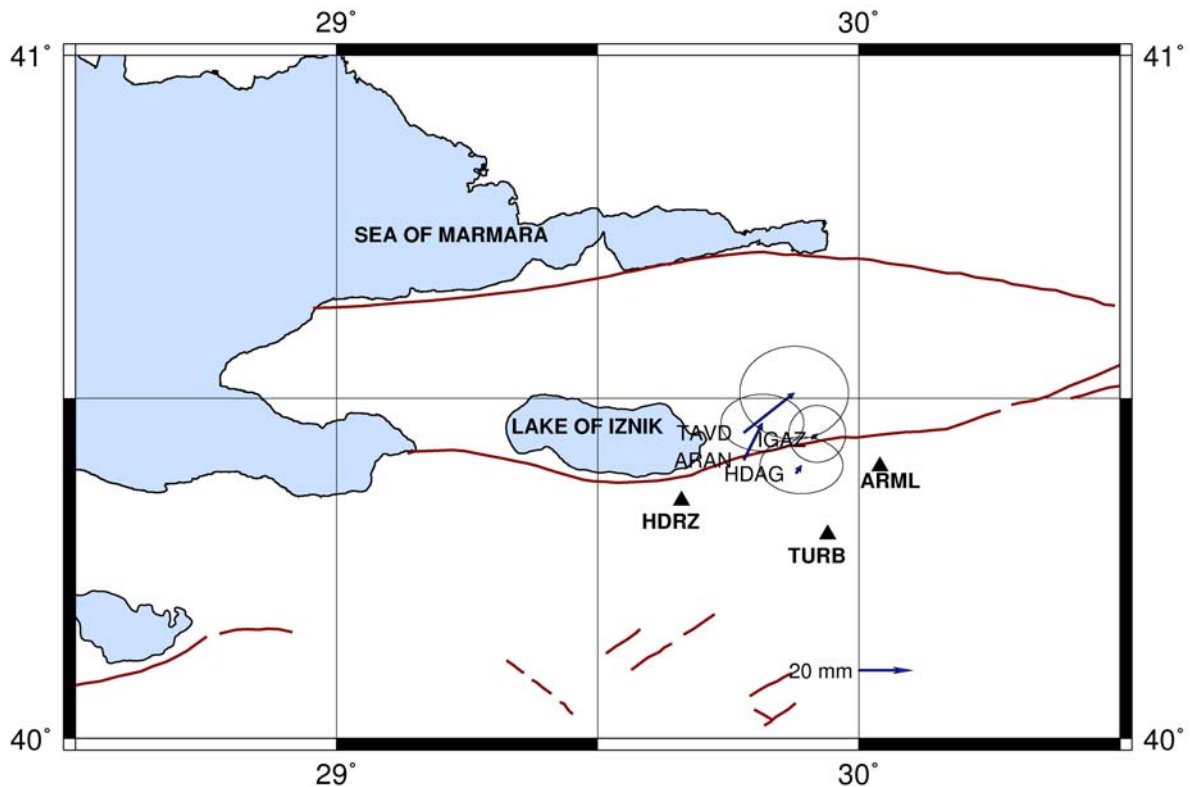 29°
30°
41°
41°
SEA OF MARMARA
LAKE OF IZNIK
TAVD
IGAZ
ARAN
HDAG
ARML
HDRZ
TURB
20 mm
40°
40°
29°
30°